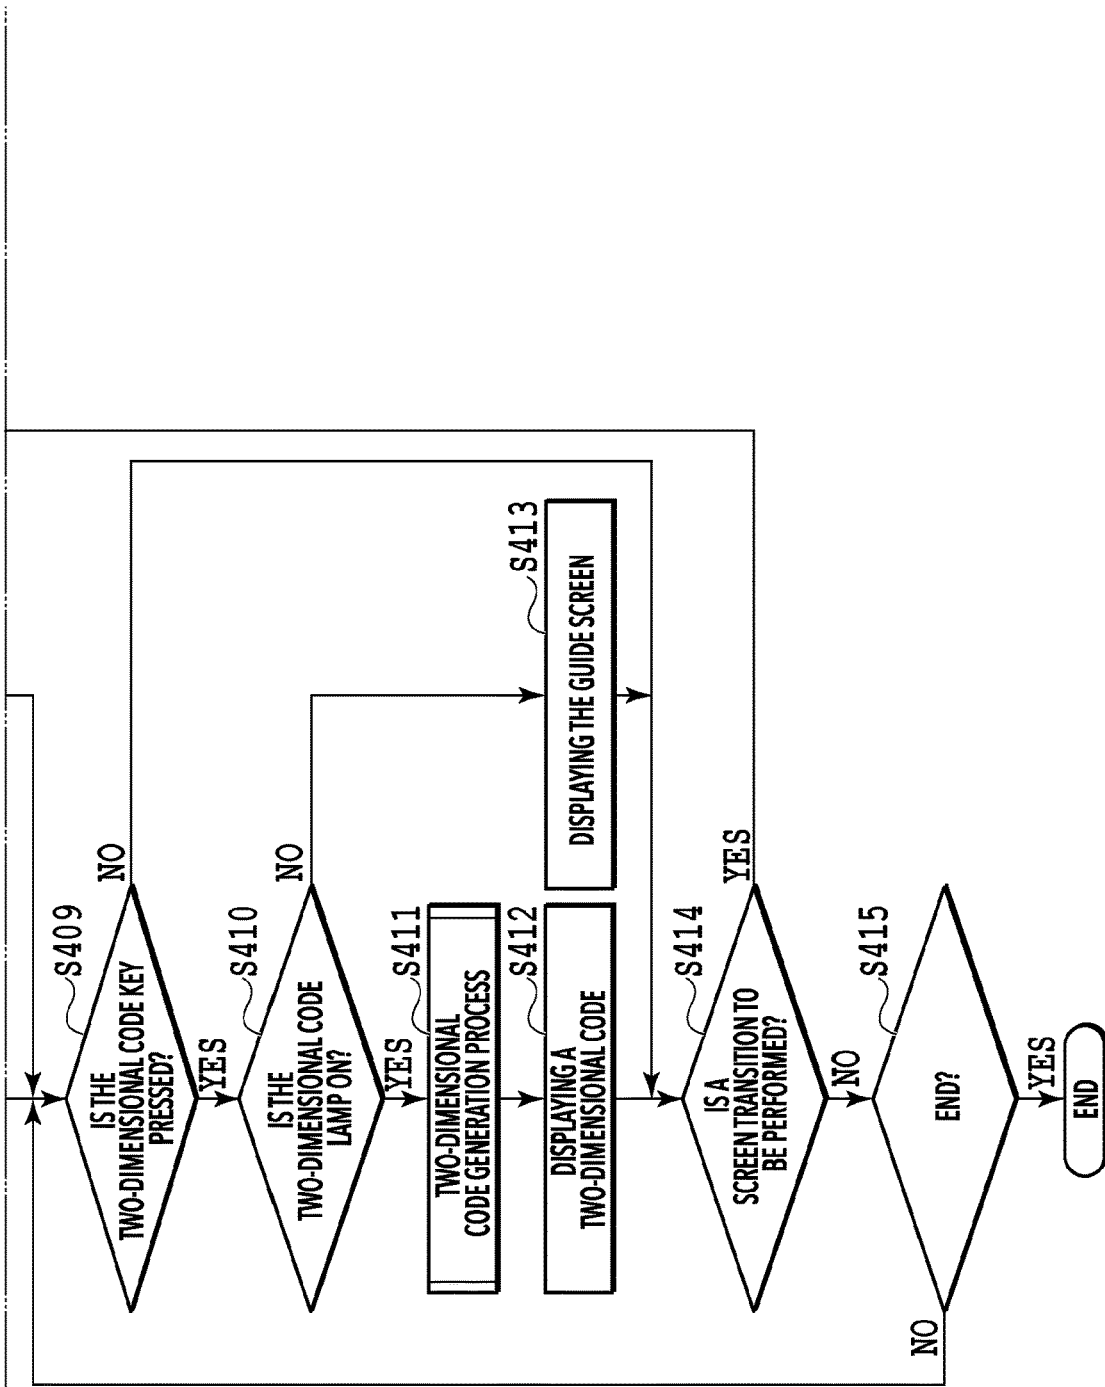 S409
IS THE
TWO-DIMENSIONAL CODE KEY
PRESSED?
NO
YES
S410
IS THE
TWO-DIMENSIONAL CODE
LAMP ON?
NO
YES
S411
TWO-DIMENSIONAL
CODE GENERATION PROCESS
S412
DISPLAYING A
TWO-DIMENSIONAL CODE
S413
DISPLAYING THE GUIDE SCREEN
S414
IS A
SCREEN TRANSITION TO
BE PERFORMED?
YES
NO
S415
END?
NO
YES
END